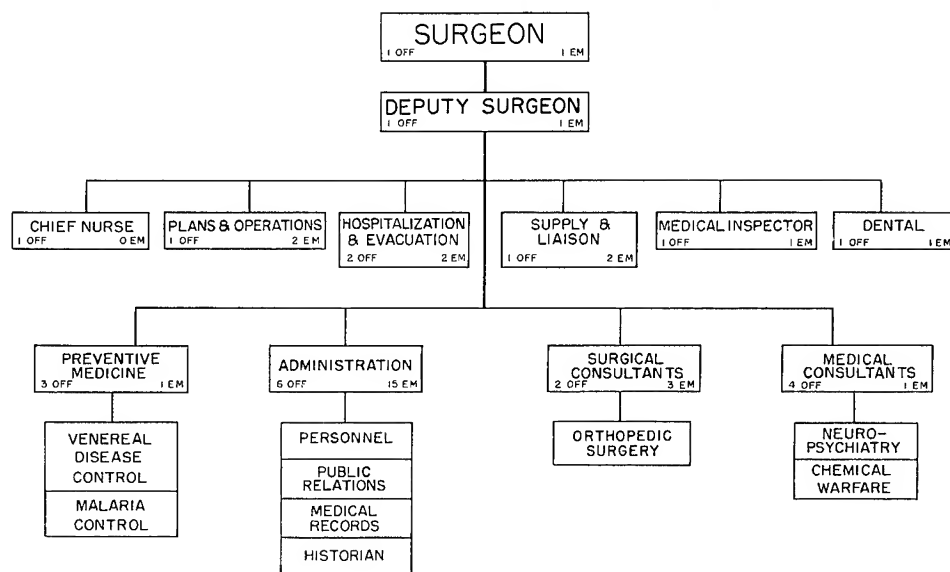 SURGEON
1 OFF 1 EM
DEPUTY SURGEON
1 OFF 1 EM
CHIEF NURSE
1 OFF 0 EM
PLANS & OPERATIONS
1 OFF 2 EM
HOSPITALIZATION
& EVACUATION
2 OFF 2 EM
SUPPLY &
LIAISON
1 OFF 2 EM
MEDICAL INSPECTOR
1 OFF 1 EM
DENTAL
1 OFF 1 EM
PREVENTIVE
MEDICINE
3 OFF 1 EM
VENEREAL
DISEASE
CONTROL
MALARIA
CONTROL
ADMINISTRATION
6 OFF 15 EM
PERSONNEL
PUBLIC
RELATIONS
MEDICAL
RECORDS
HISTORIAN
SURGICAL
CONSULTANTS
2 OFF 3 EM
ORTHOPEDIC
SURGERY
MEDICAL
CONSULTANTS
4 OFF 1 EM
NEURO-
PSYCHIATRY
CHEMICAL
WARFARE